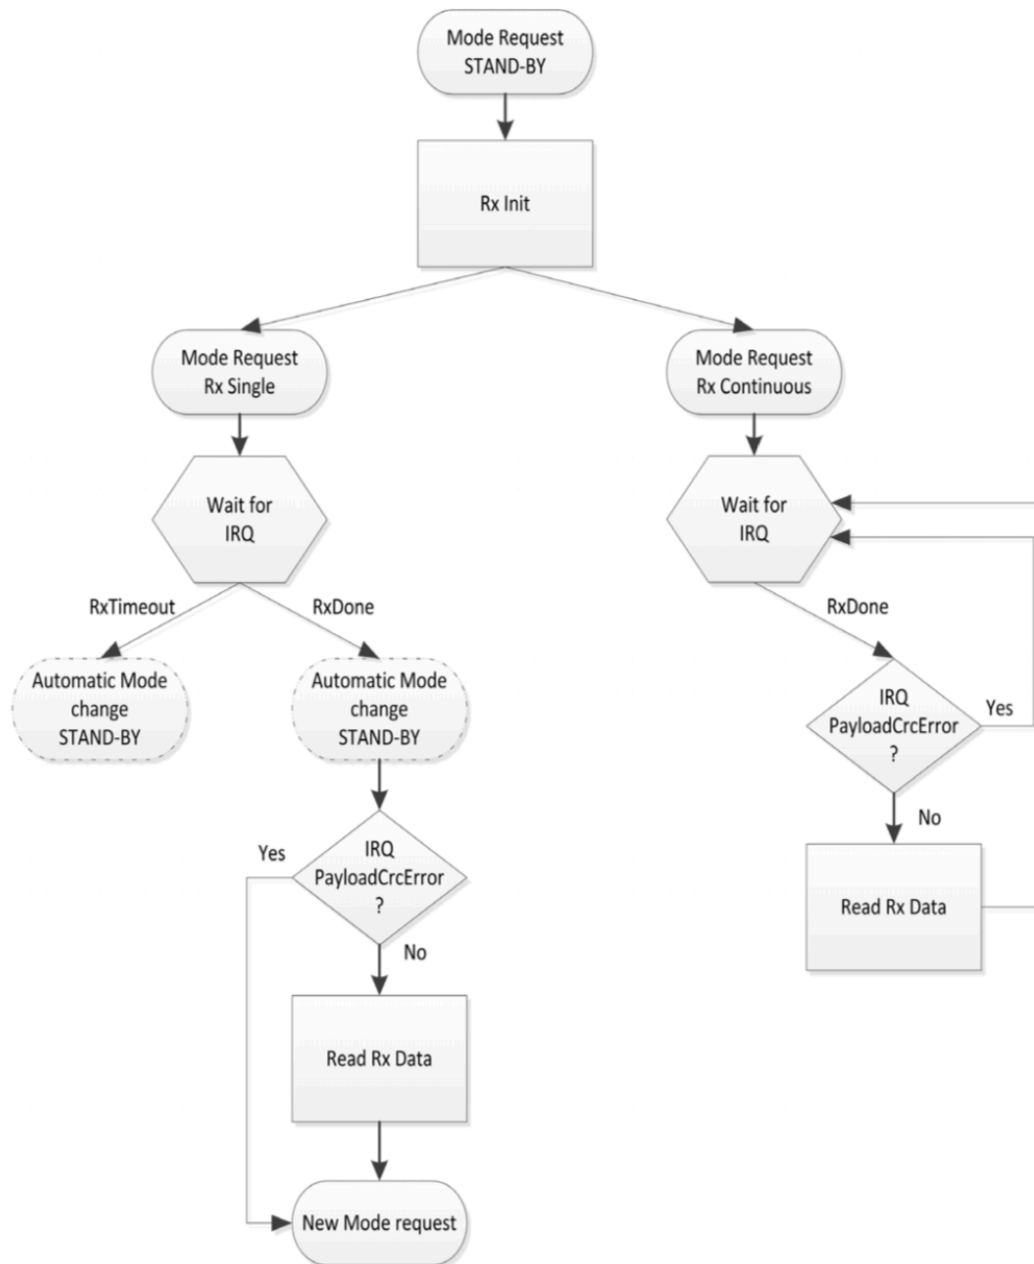 Mode Request
STAND-BY
Rx Init
Mode Request
Rx Single
Mode Request
Rx Continuous
Wait for
IRQ
Wait for
IRQ
RxTimeout
RxDone
RxDone
Automatic Mode
change
STAND-BY
Automatic Mode
change
STAND-BY
IRQ
PayloadCrcError
?
Yes
No
Read Rx Data
Yes
IRQ
PayloadCrcError
?
No
Read Rx Data
New Mode request